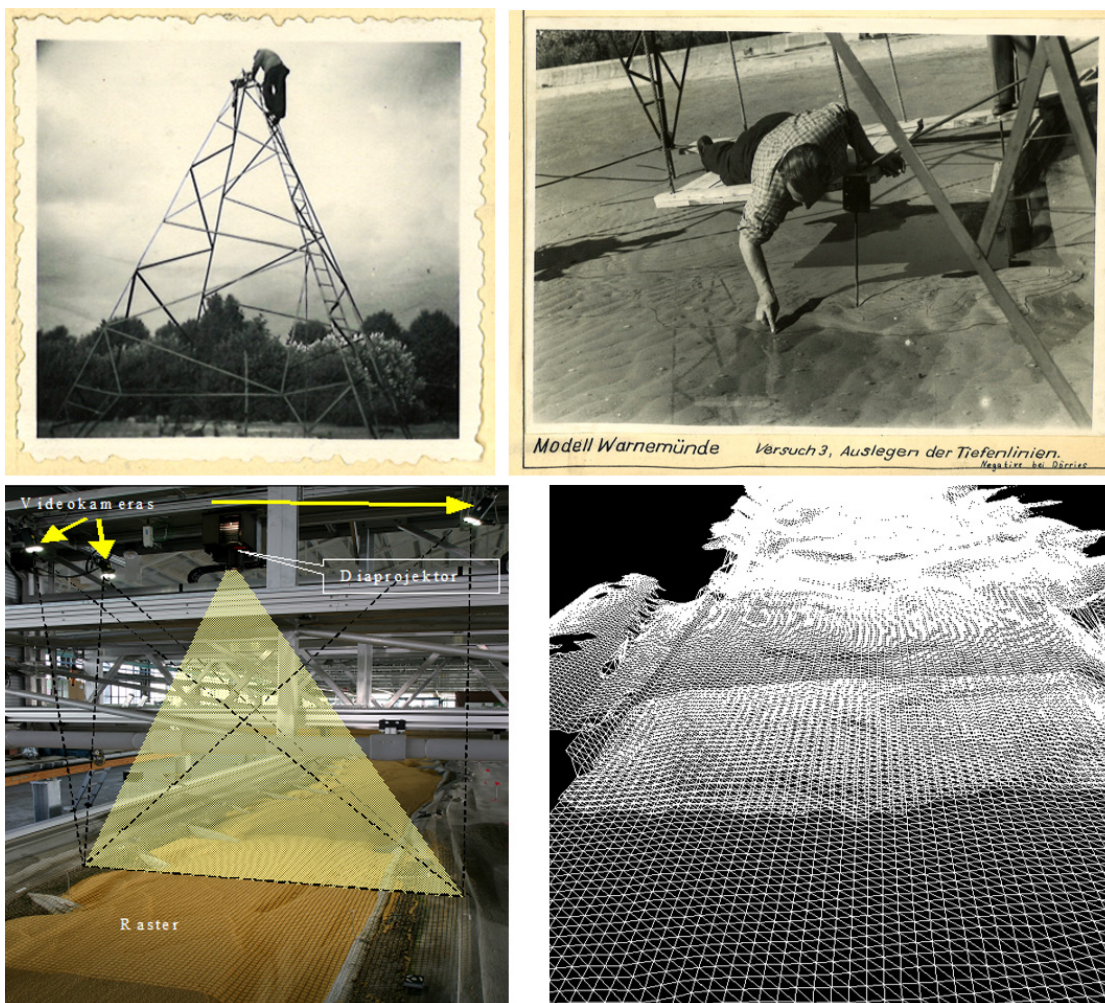 Modell Warnemünde Versuch 3, Auslegen der Tiefenlinien.
Negative bei Dörries
Videokameras
Diaprojektor
Raster